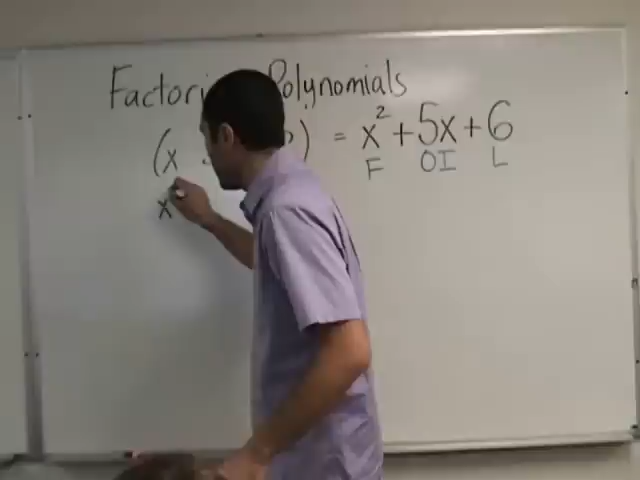 Factori Polynomials
(x ) = x² + 5x + 6
F OI L
x